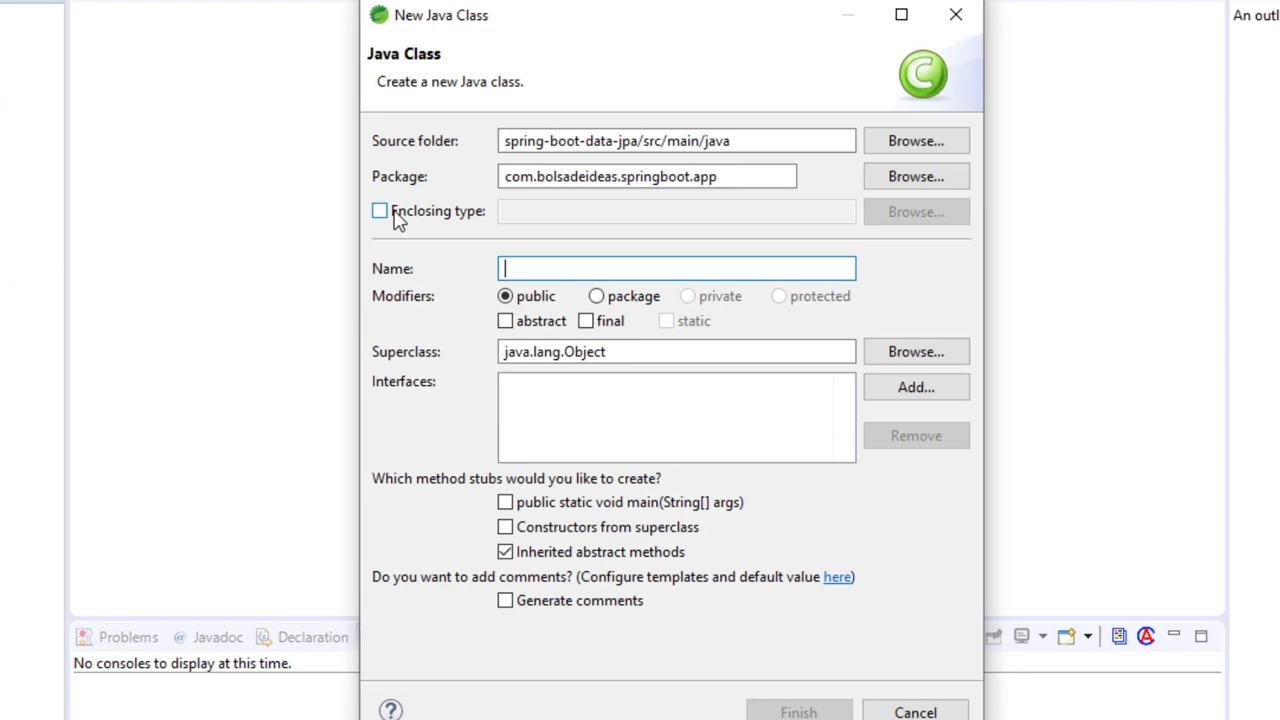 New Java Class
An outl
Java Class
Create a new Java class.
Source folder: spring-boot-data-jpa/src/main/java Browse...
Package: com.bolsadeideas.springboot.app Browse...
Enclosing type: Browse...
Name:
Modifiers: public package private protected
abstract final static
Superclass: java.lang.Object Browse...
Interfaces: Add...
Remove
Which method stubs would you like to create?
public static void main(String[] args)
Constructors from superclass
Inherited abstract methods
Do you want to add comments? (Configure templates and default value here)
Generate comments
Problems @ Javadoc Declaration
No consoles to display at this time.
? Finish Cancel